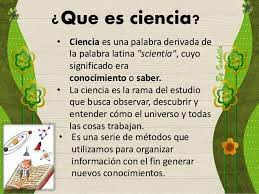 ¿Que es ciencia?
• Ciencia es una palabra derivada de
la palabra latina "scientia", cuyo
significado era
conocimiento o saber.
• La ciencia es la rama del estudio
que busca observar, descubrir y
entender cómo el universo y todas
las cosas trabajan.
• Es una serie de métodos que
utilizamos para organizar
información con el fin generar
nuevos conocimientos.